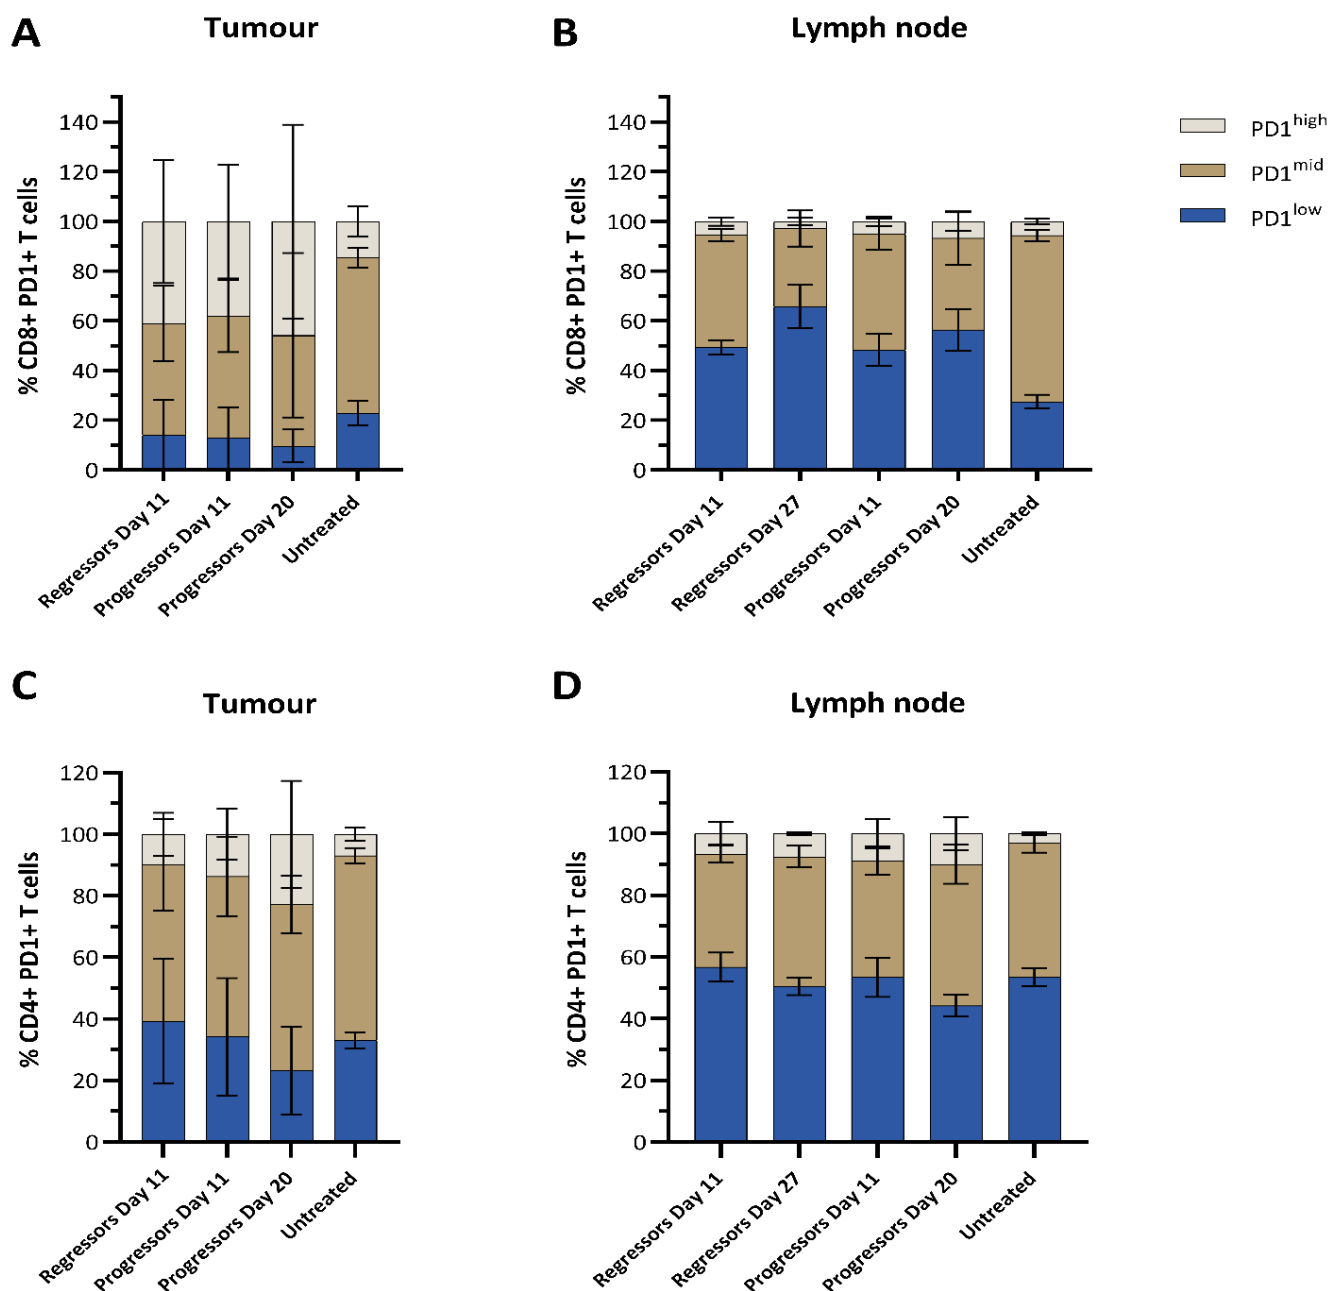 A
Tumour
% CD8+ PD1+ T cells
140
120
100
80
60
40
20
0
Regressors Day 11
Progressors Day 11
Progressors Day 20
Untreated
B
Lymph node
% CD8+ PD1+ T cells
140
120
100
80
60
40
20
0
Regressors Day 11
Regressors Day 27
Progressors Day 11
Progressors Day 20
Untreated
PD1high
PD1mid
PD1low
C
Tumour
% CD4+ PD1+ T cells
120
100
80
60
40
20
0
Regressors Day 11
Progressors Day 11
Progressors Day 20
Untreated
D
Lymph node
% CD4+ PD1+ T cells
120
100
80
60
40
20
0
Regressors Day 11
Regressors Day 27
Progressors Day 11
Progressors Day 20
Untreated